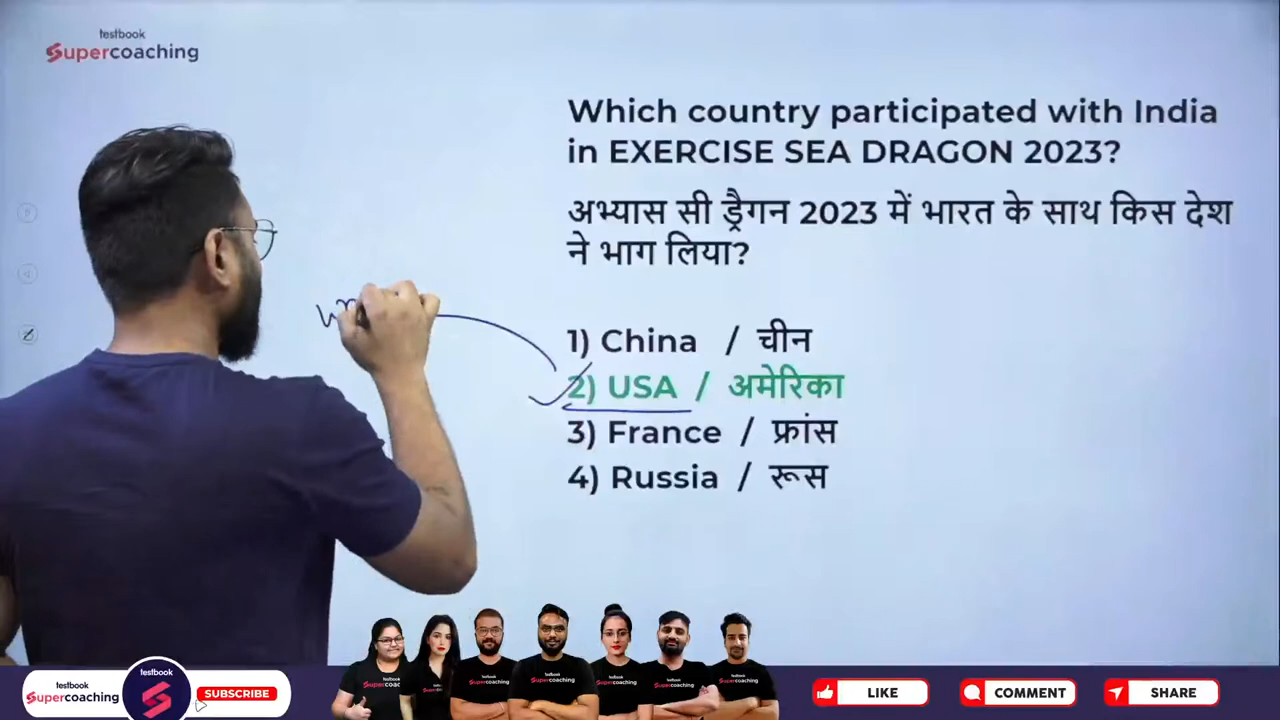 testbook
Supercoaching
Which country participated with India
in EXERCISE SEA DRAGON 2023?
अभ्यास सी ड्रैगन 2023 में भारत के साथ किस देश
ने भाग लिया?
1) China / चीन
2) USA / अमेरिका
3) France / फ्रांस
4) Russia / रूस
testbook
Supercoaching
testbook
SUBSCRIBE
LIKE
COMMENT
SHARE